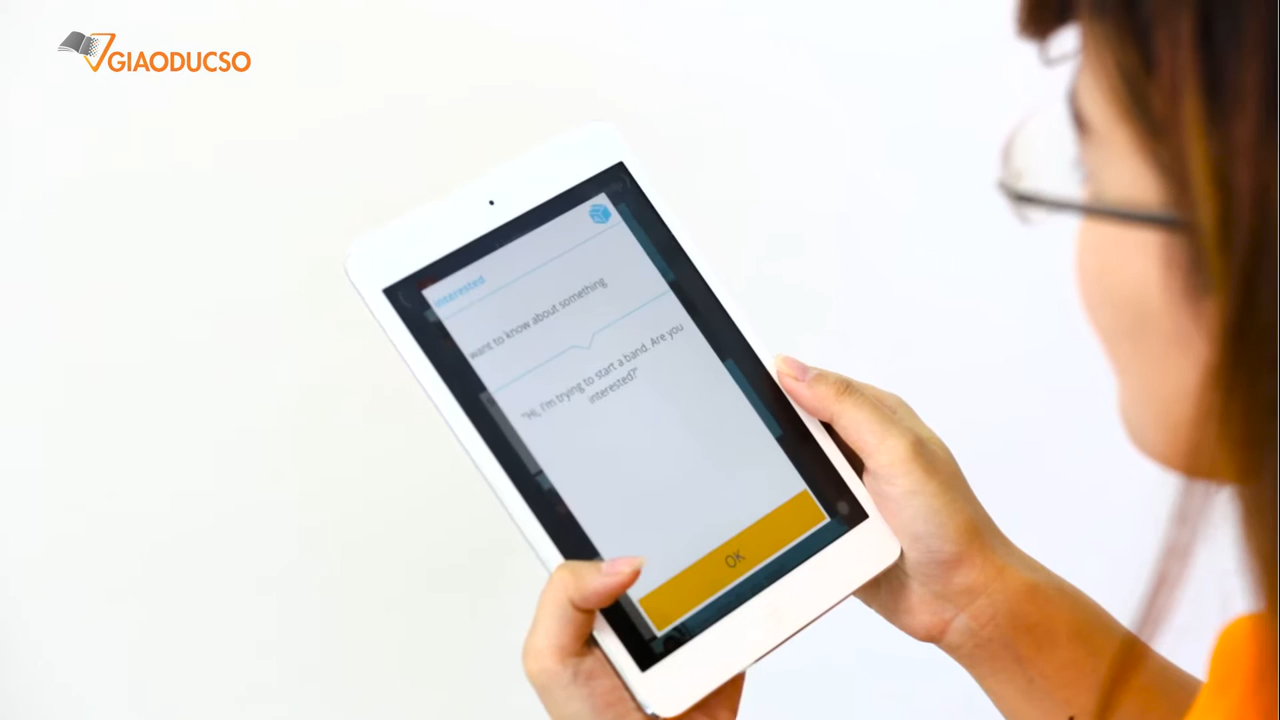 GIAODUCSO
interested
want to know about something
"Hi, I'm trying to start a band. Are you
interested?"
OK